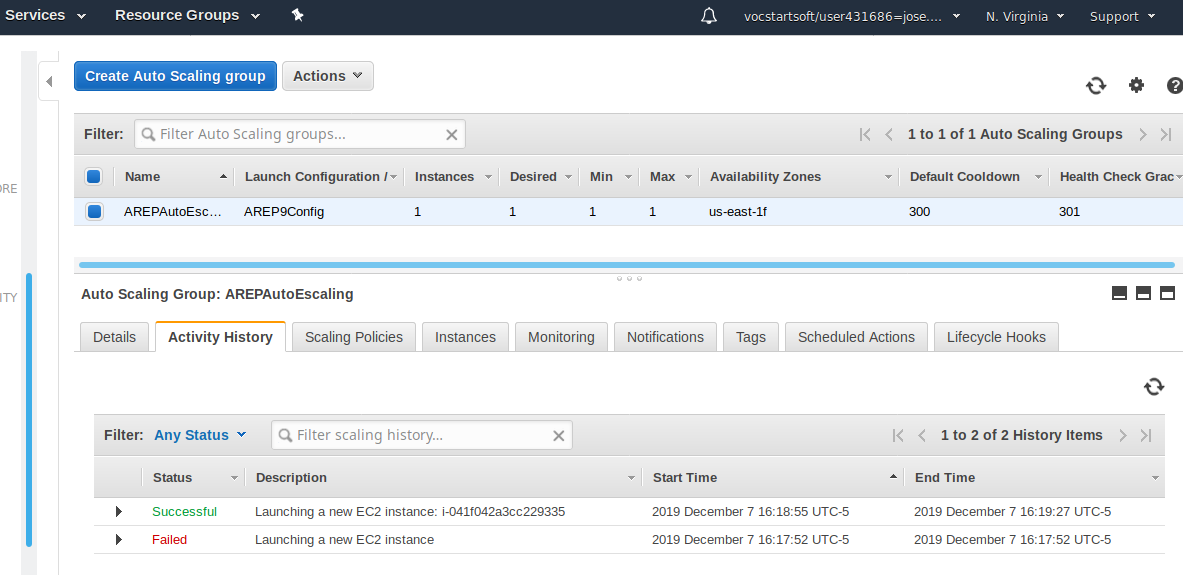 Services Resource Groups vocstartsoft/user431686=jose.... N. Virginia Support
Create Auto Scaling group Actions
Filter: Filter Auto Scaling groups... 1 to 1 of 1 Auto Scaling Groups
Name Launch Configuration / Instances Desired Min Max Availability Zones Default Cooldown Health Check Grac
ORE
AREPAutoEsc... AREP9Config 1 1 1 1 us-east-1f 300 301
ITY
Auto Scaling Group: AREPAutoEscaling
Details Activity History Scaling Policies Instances Monitoring Notifications Tags Scheduled Actions Lifecycle Hooks
Filter: Any Status Filter scaling history... 1 to 2 of 2 History Items
Status Description Start Time End Time
Successful Launching a new EC2 instance: i-041f042a3cc229335 2019 December 7 16:18:55 UTC-5 2019 December 7 16:19:27 UTC-5
Failed Launching a new EC2 instance 2019 December 7 16:17:52 UTC-5 2019 December 7 16:17:52 UTC-5